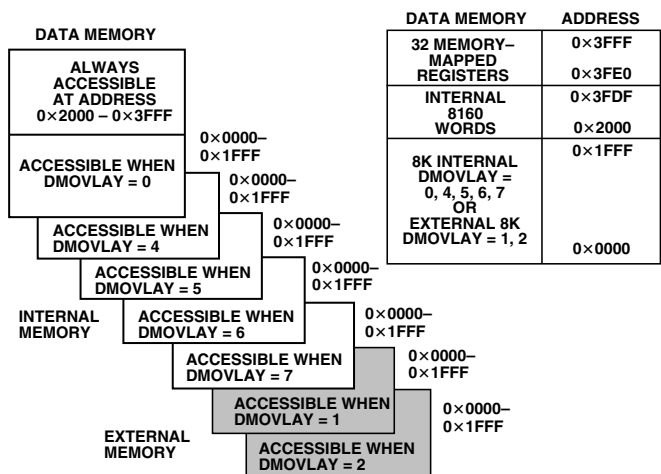 DATA MEMORY
ALWAYS
ACCESSIBLE
AT ADDRESS
0×2000 – 0×3FFF
ACCESSIBLE WHEN
DMOVLAY = 0
0×0000–
0×1FFF
ACCESSIBLE WHEN
DMOVLAY = 4
0×0000–
0×1FFF
ACCESSIBLE WHEN
DMOVLAY = 5
0×0000–
0×1FFF
INTERNAL
MEMORY
ACCESSIBLE WHEN
DMOVLAY = 6
0×0000–
0×1FFF
ACCESSIBLE WHEN
DMOVLAY = 7
0×0000–
0×1FFF
ACCESSIBLE WHEN
DMOVLAY = 1
0×0000–
0×1FFF
EXTERNAL
MEMORY
ACCESSIBLE WHEN
DMOVLAY = 2
0×0000–
0×1FFF
DATA MEMORY ADDRESS
32 MEMORY–
MAPPED
REGISTERS
0×3FFF
0×3FE0
INTERNAL
8160
WORDS
0×3FDF
0×2000
8K INTERNAL
DMOVLAY =
0, 4, 5, 6, 7
OR
EXTERNAL 8K
DMOVLAY = 1, 2
0×1FFF
0×0000